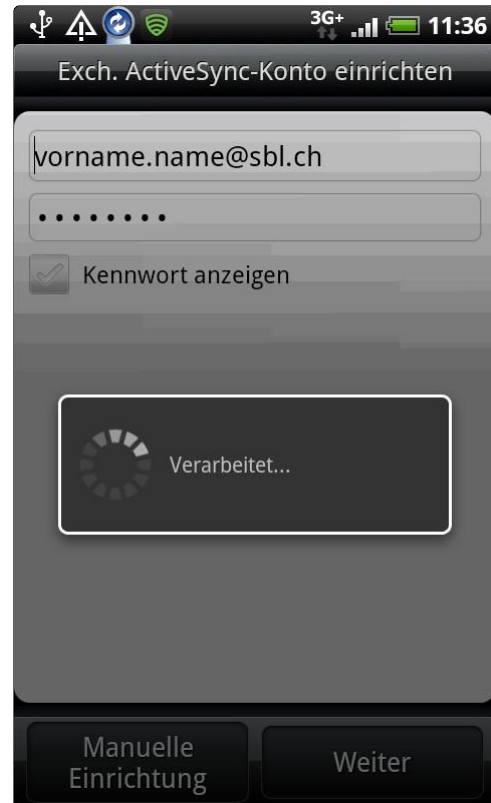 3G+ 11:36
Exch. ActiveSync-Konto einrichten
vorname.name@sbl.ch
••••••••
Kennwort anzeigen
Verarbeitet...
Manuelle
Einrichtung
Weiter